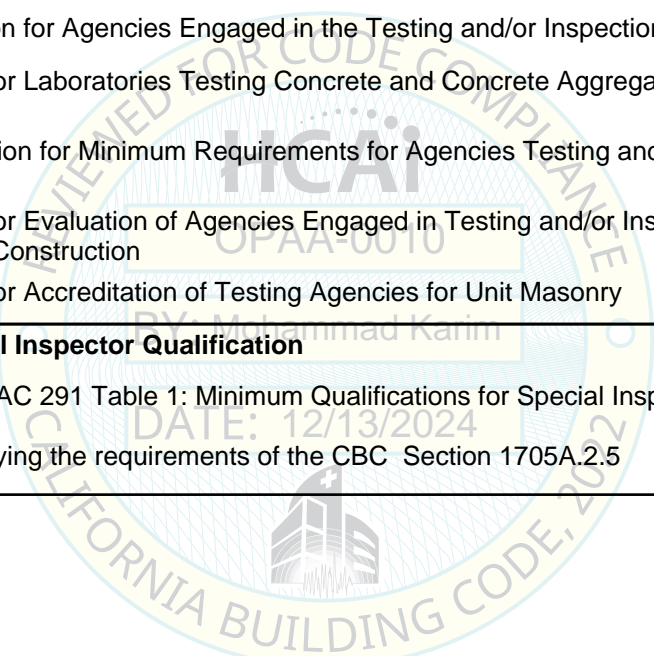 on for Agencies Engaged in the Testing and/or Inspection
or Laboratories Testing Concrete and Concrete Aggrega
ion for Minimum Requirements for Agencies Testing and
or Evaluation of Agencies Engaged in Testing and/or Ins
Construction
or Accreditation of Testing Agencies for Unit Masonry
l Inspector Qualification
AC 291 Table 1: Minimum Qualifications for Special Insp
ying the requirements of the CBC Section 1705A.2.5
REVIEWED FOR CODE COMPLIANCE
HCAi
OPAA-0010
BY: Mohammad Karim
DATE: 12/13/2024
CALIFORNIA BUILDING CODE, 2022